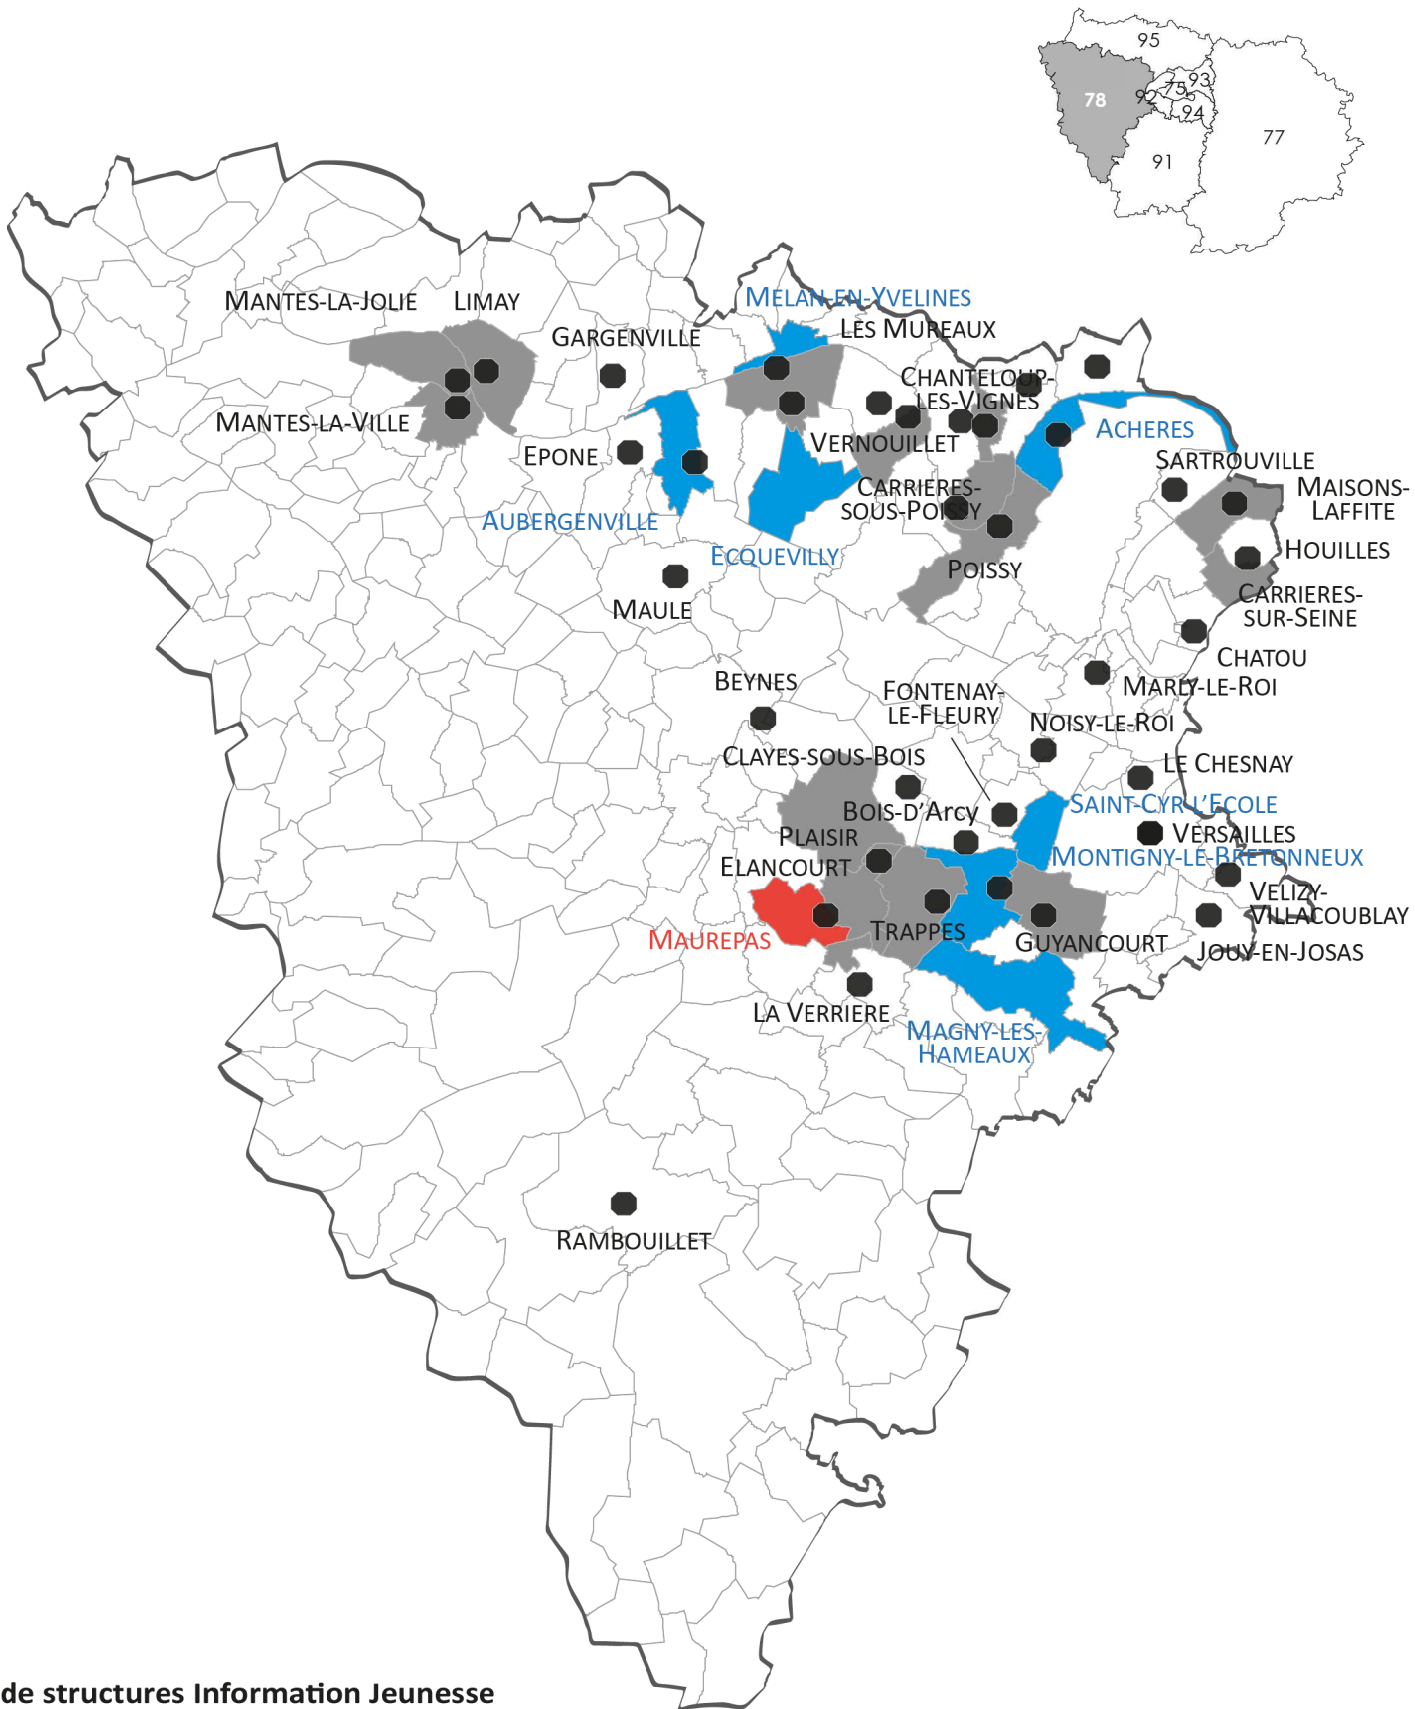 95
93
75
92
78
94
77
91
MELAN-EN-YVELINES
MANTES-LA-JOLIE
LIMAY
LES MUREAUX
GARGENVILLE
CHANTELOUP-
LES-VIGNES
MANTES-LA-VILLE
VERNOUILLET
ACHERES
EPONE
SARTROUVILLE
CARRIERES-
SOUS-POISSY
MAISONS-
LAFFITE
AUBERGENVILLE
ECQUEVILLY
HOUILLES
POISSY
MAULE
CARRIERES-
SUR-SEINE
CHATOU
BEYNES
FONTENAY-
LE-FLEURY
MARLY-LE-ROI
NOISY-LE-ROI
CLAYES-SOUS-BOIS
LE CHESNAY
BOIS-D'ARCY
SAINT-CYR-L'ECOLE
PLAISIR
VERSAILLES
ELANCOURT
MONTIGNY-LE-BRETONNEUX
VELIZY-
VILLACOUBLAY
MAUREPAS
TRAPPES
GUYANCOURT
JOUY-EN-JOSAS
LA VERRIERE
MAGNY-LES-
HAMEAUX
RAMBOUILLET
de structures Information Jeunesse